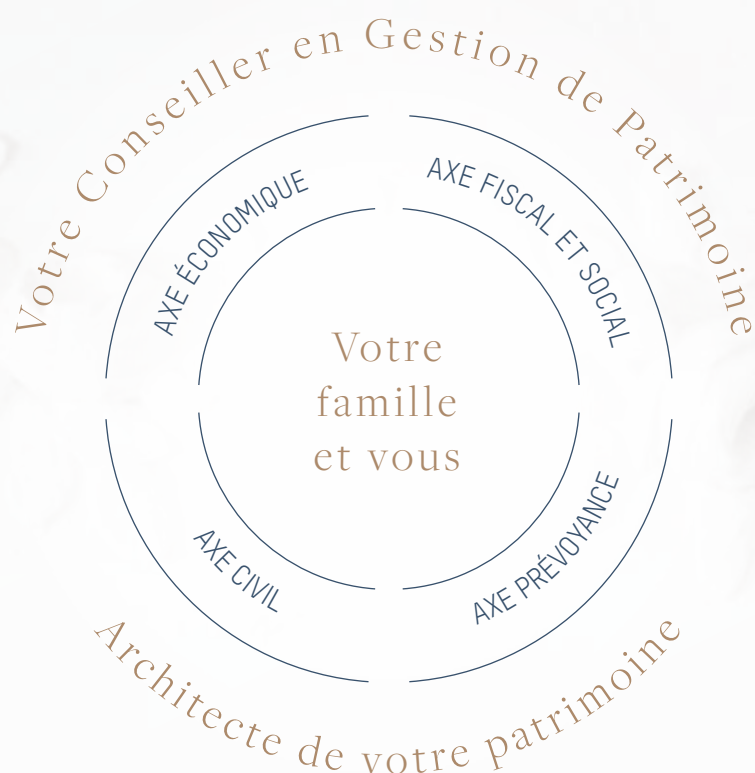 Votre Conseiller en Gestion de Patrimoine
AXE ÉCONOMIQUE
AXE FISCAL ET SOCIAL
Votre
famille
et vous
AXE CIVIL
AXE PRÉVOYANCE
Architecte de votre patrimoine